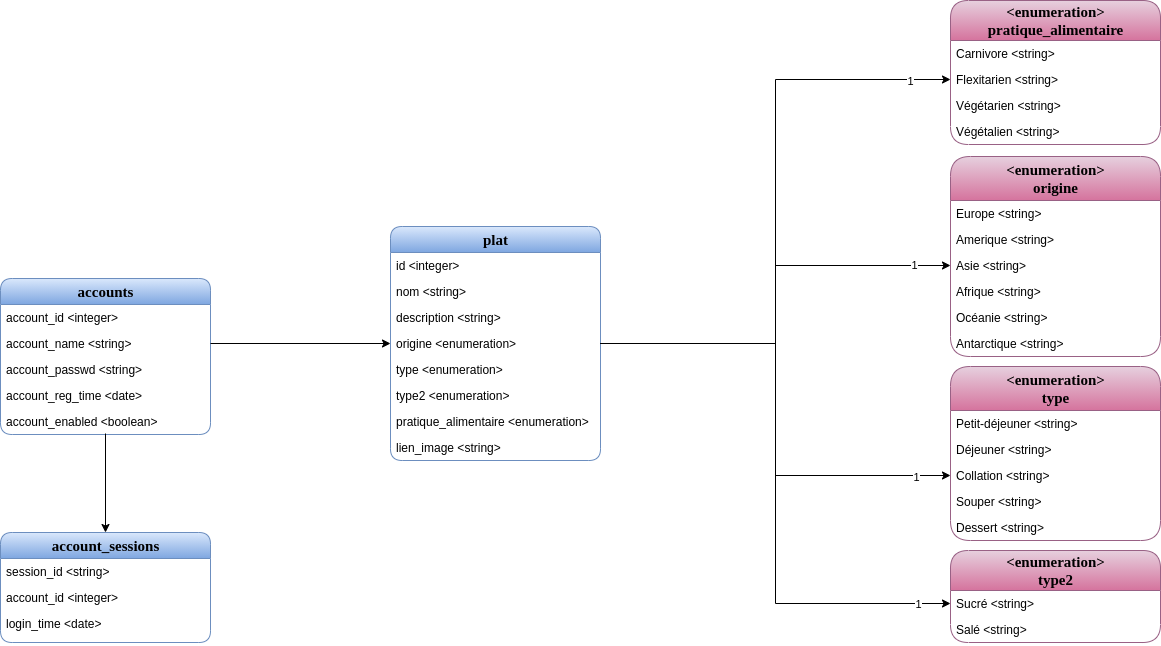 accounts
account_id <integer>
account_name <string>
account_passwd <string>
account_reg_time <date>
account_enabled <boolean>
account_sessions
session_id <string>
account_id <integer>
login_time <date>
plat
id <integer>
nom <string>
description <string>
origine <enumeration>
type <enumeration>
type2 <enumeration>
pratique_alimentaire <enumeration>
lien_image <string>
1
1
1
1
<enumeration>
pratique_alimentaire
Carnivore <string>
Flexitarien <string>
Végétarien <string>
Végétalien <string>
<enumeration>
origine
Europe <string>
Amerique <string>
Asie <string>
Afrique <string>
Océanie <string>
Antarctique <string>
<enumeration>
type
Petit-déjeuner <string>
Déjeuner <string>
Collation <string>
Souper <string>
Dessert <string>
<enumeration>
type2
Sucré <string>
Salé <string>